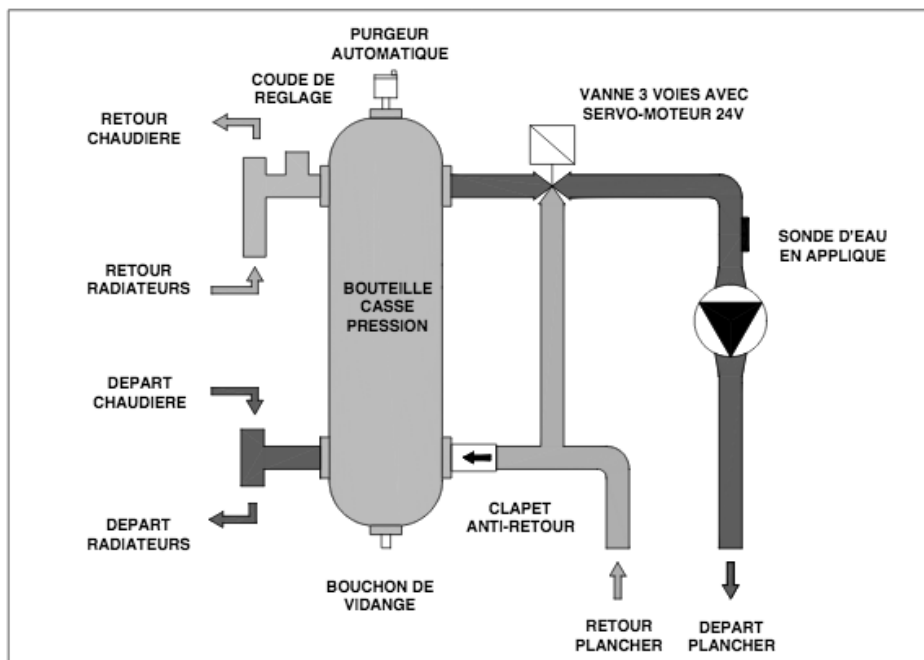 PURGEUR
AUTOMATIQUE
COUDE DE
REGLAGE
VANNE 3 VOIES AVEC
SERVO-MOTEUR 24V
RETOUR
CHAUDIERE
SONDE D'EAU
EN APPLIQUE
RETOUR
RADIATEURS
BOUTEILLE
CASSE
PRESSION
DEPART
CHAUDIERE
DEPART
RADIATEURS
CLAPET
ANTI-RETOUR
BOUCHON DE
VIDANGE
RETOUR
PLANCHER
DEPART
PLANCHER